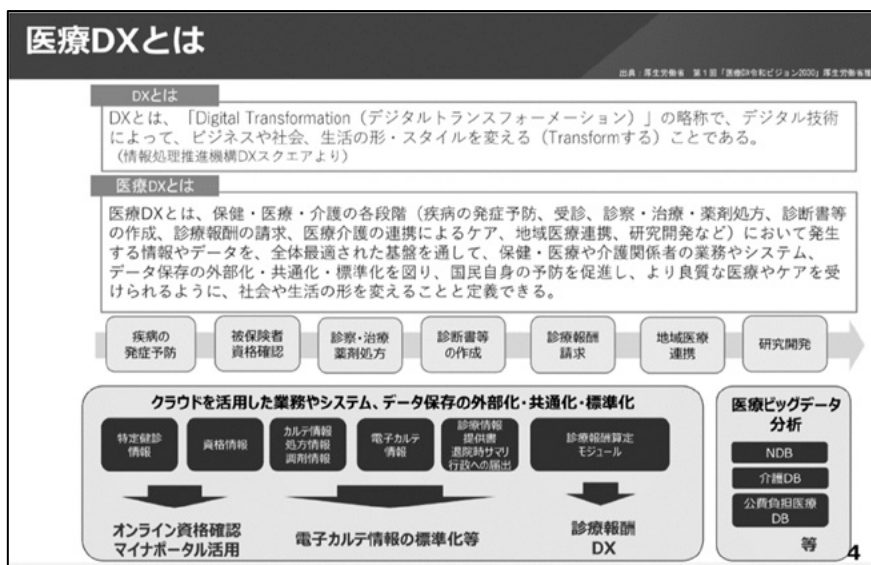 医療DXとは
出典：厚生労働省 第1回「医療DX令和ビジョン2030」厚生労働省推
DXとは
DXとは、「Digital Transformation（デジタルトランスフォーメーション）」の略称で、デジタル技術
によって、ビジネスや社会、生活の形・スタイルを変える（Transformする）ことである。
（情報処理推進機構DXスクエアより）
医療DXとは
医療DXとは、保健・医療・介護の各段階（疾病の発症予防、受診、診察・治療・薬剤処方、診断書等
の作成、診療報酬の請求、医療介護の連携によるケア、地域医療連携、研究開発など）において発生
する情報やデータを、全体最適された基盤を通して、保健・医療や介護関係者の業務やシステム、
データ保存の外部化・共通化・標準化を図り、国民自身の予防を促進し、より良質な医療やケアを受
けられるように、社会や生活の形を変えることと定義できる。
疾病の
発症予防
被保険者
資格確認
診察・治療
薬剤処方
診断書等
の作成
診療報酬
請求
地域医療
連携
研究開発
クラウドを活用した業務やシステム、データ保存の外部化・共通化・標準化
特定健診
情報
資格情報
カルテ情報
処方情報
調剤情報
電子カルテ
情報
診療情報
提供書
退院時サマリ
行政への届出
診療報酬算定
モジュール
オンライン資格確認
マイナポータル活用
電子カルテ情報の標準化等
診療報酬
DX
医療ビッグデータ
分析
NDB
介護DB
公費負担医療
DB
等
4